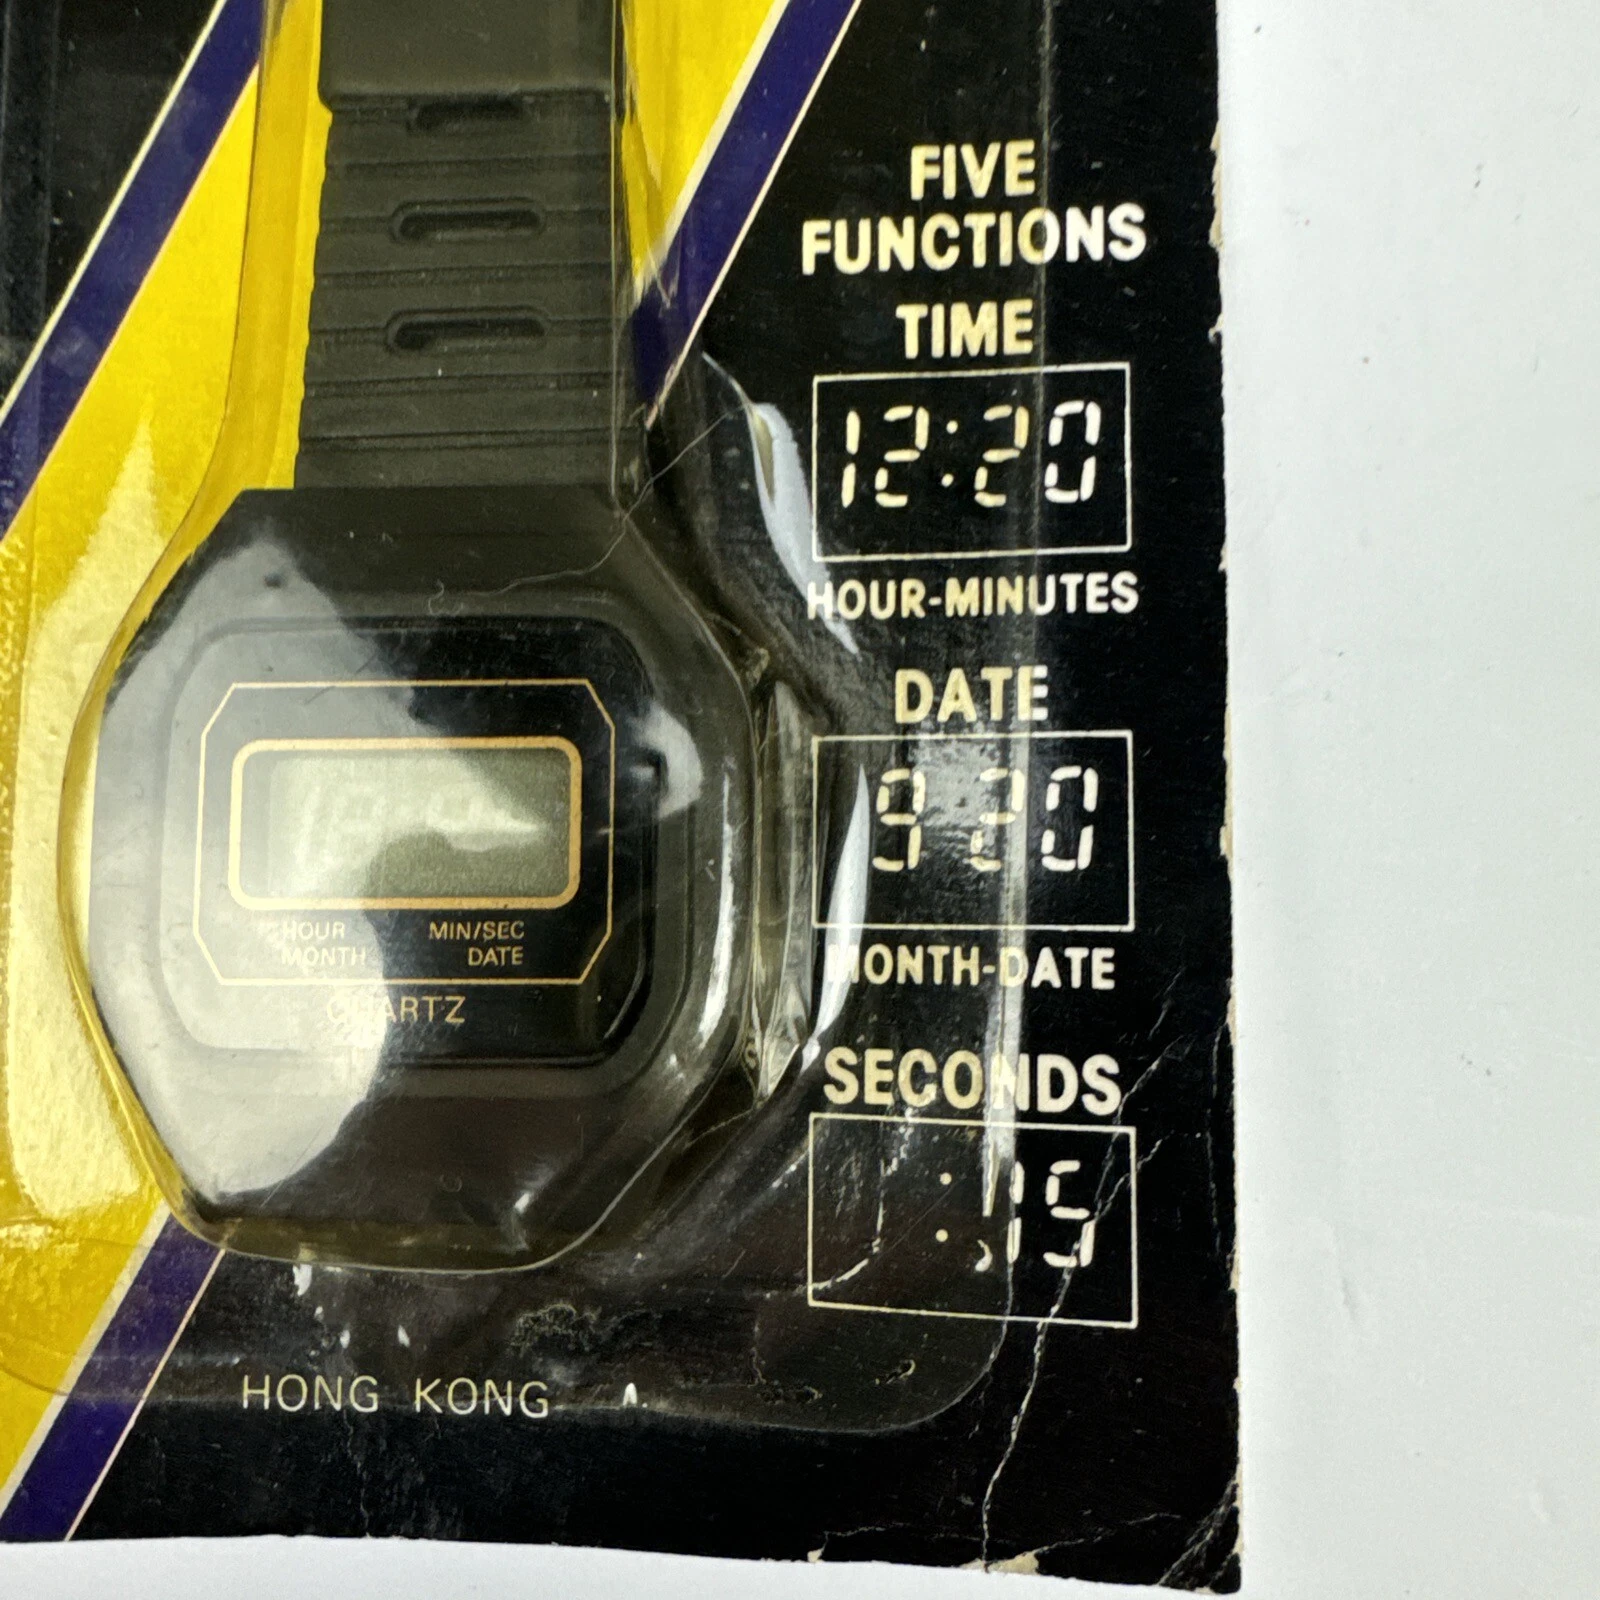 FIVE
FUNCTIONS
TIME
12:20
HOUR-MINUTES
DATE
9 20
MONTH-DATE
SECONDS
:15
HOUR MIN/SEC
MONTH DATE
QUARTZ
HONG KONG